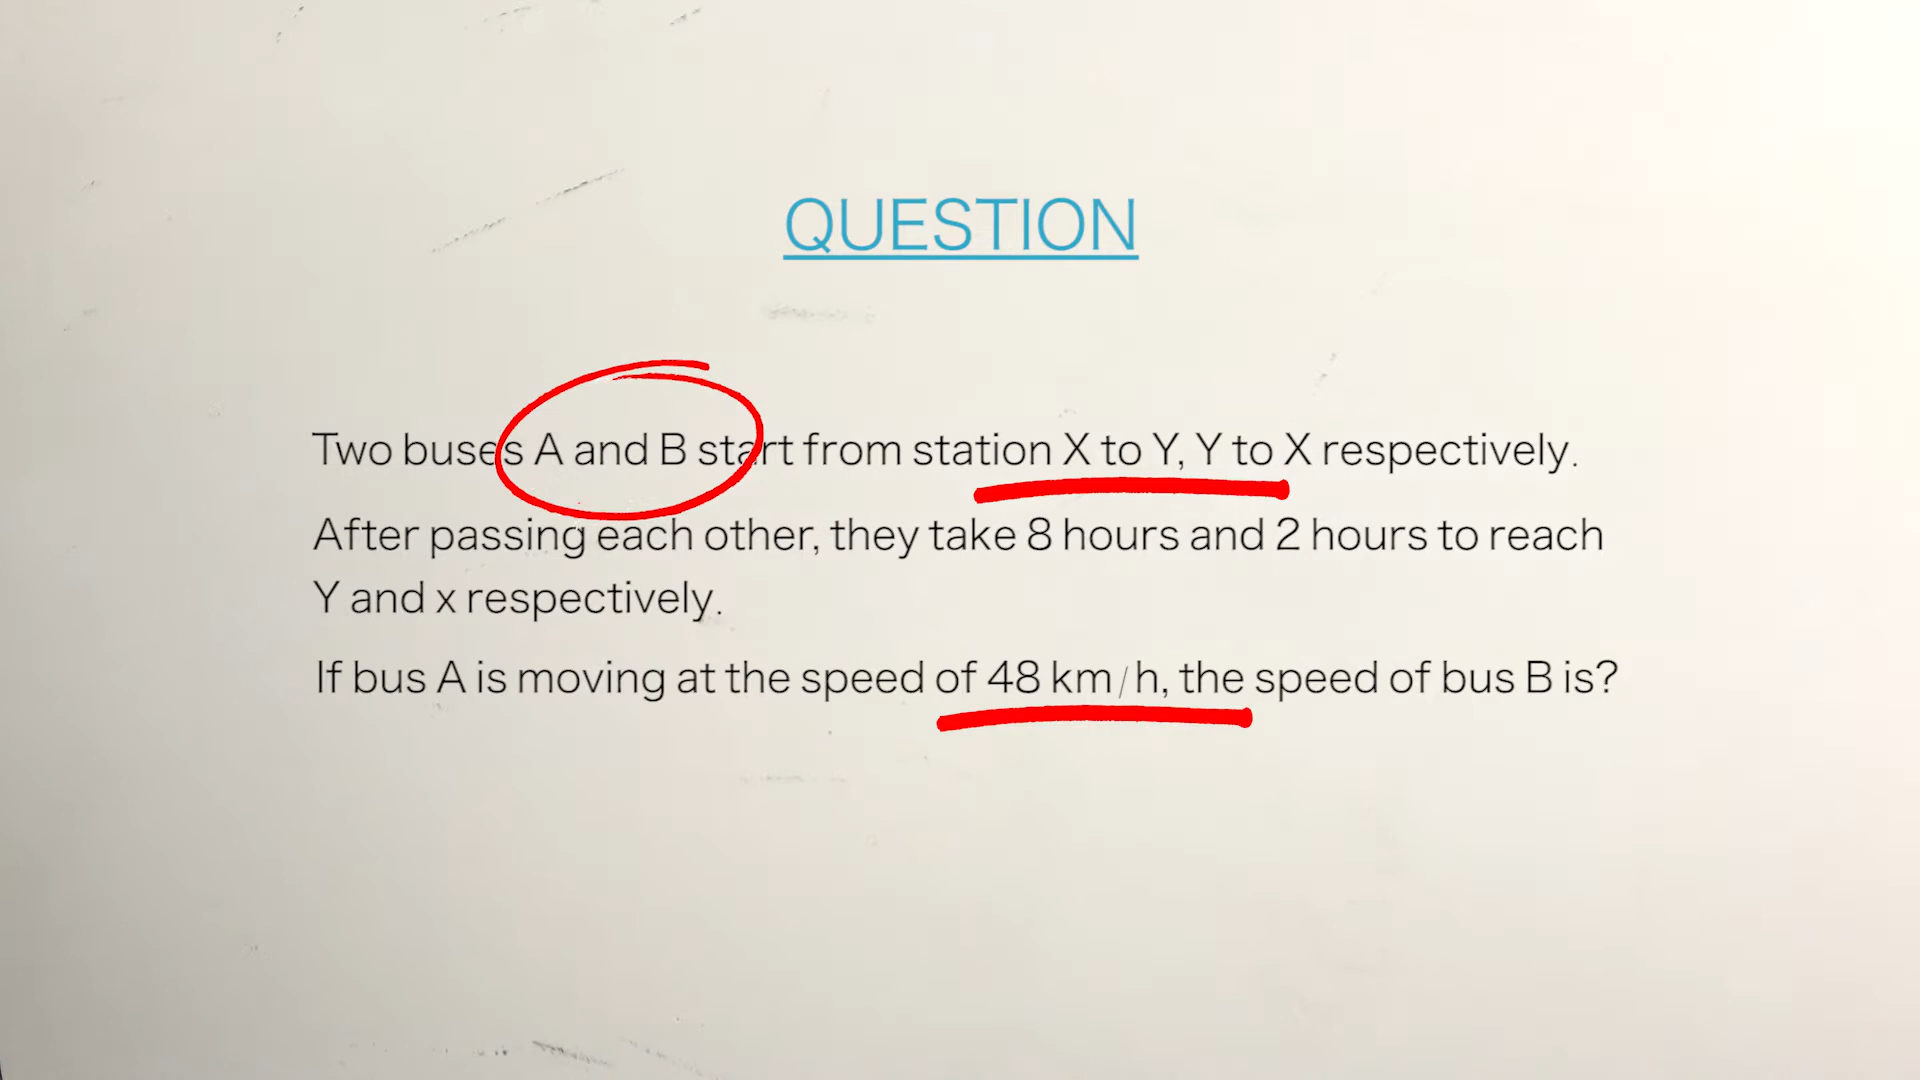 QUESTION
Two buses A and B start from station X to Y, Y to X respectively.
After passing each other, they take 8 hours and 2 hours to reach
Y and x respectively.
If bus A is moving at the speed of 48 km/h, the speed of bus B is?